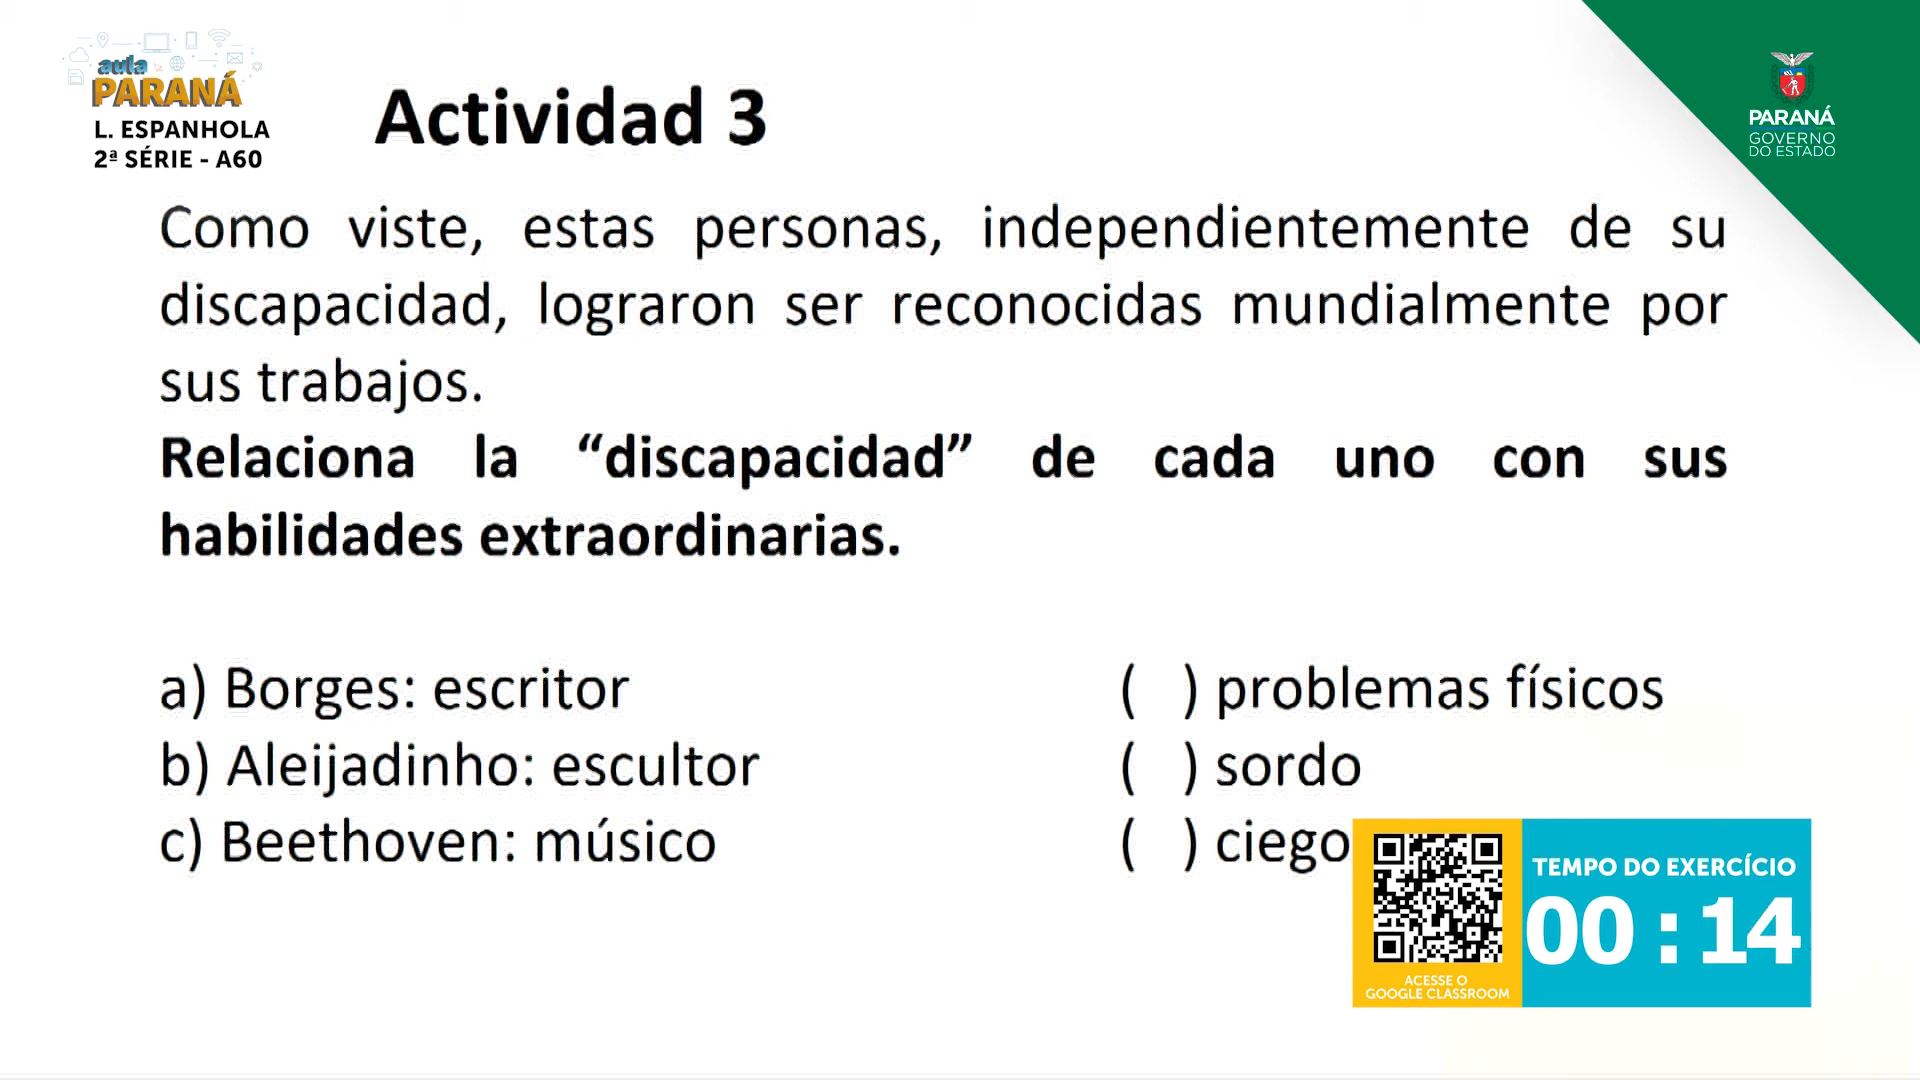 aula
PARANÁ
L. ESPANHOLA
2ª SÉRIE - A60
Actividad 3
PARANÁ
GOVERNO
DO ESTADO
Como viste, estas personas, independientemente de su
discapacidad, lograron ser reconocidas mundialmente por
sus trabajos.
Relaciona la “discapacidad” de cada uno con sus
habilidades extraordinarias.
a) Borges: escritor
( ) problemas físicos
b) Aleijadinho: escultor
( ) sordo
c) Beethoven: músico
( ) ciego
TEMPO DO EXERCÍCIO
00 : 14
ACESSE O
GOOGLE CLASSROOM